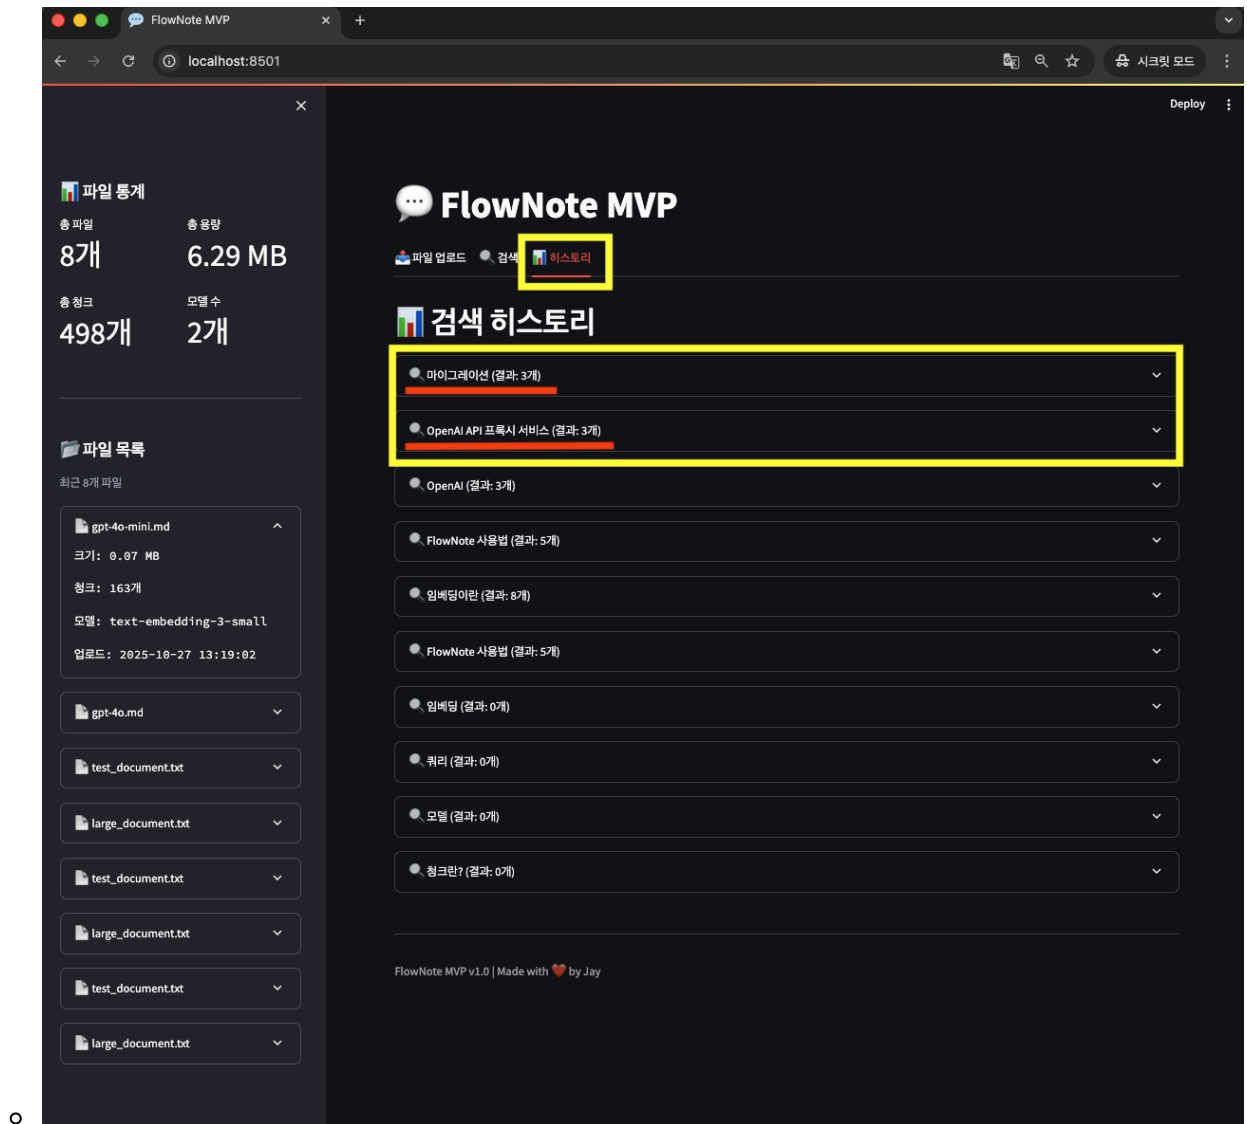 FlowNote MVP
localhost:8501
시크릿 모드
Deploy
파일 통계
총 파일 총 용량
8개 6.29 MB
총 청크 모델 수
498개 2개
파일 목록
최근 8개 파일
gpt-4o-mini.md
크기: 0.07 MB
청크: 163개
모델: text-embedding-3-small
업로드: 2025-10-27 13:19:02
gpt-4o.md
test_document.txt
large_document.txt
test_document.txt
large_document.txt
test_document.txt
large_document.txt
FlowNote MVP
파일 업로드 검색 히스토리
검색 히스토리
마이그레이션 (결과: 3개)
OpenAI API 프록시 서비스 (결과: 3개)
OpenAI (결과: 3개)
FlowNote 사용법 (결과: 5개)
임베딩이란 (결과: 8개)
FlowNote 사용법 (결과: 5개)
임베딩 (결과: 0개)
쿼리 (결과: 0개)
모델 (결과: 0개)
청크란? (결과: 0개)
FlowNote MVP v1.0 | Made with ❤️ by Jay